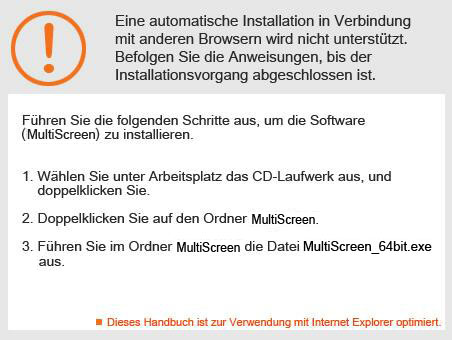 Eine automatische Installation in Verbindung
mit anderen Browsern wird nicht unterstützt.
Befolgen Sie die Anweisungen, bis der
Installationsvorgang abgeschlossen ist.
Führen Sie die folgenden Schritte aus, um die Software
(MultiScreen) zu installieren.
1. Wählen Sie unter Arbeitsplatz das CD-Laufwerk aus, und
doppelklicken Sie.
2. Doppelklicken Sie auf den Ordner MultiScreen.
3. Führen Sie im Ordner MultiScreen die Datei MultiScreen_64bit.exe
aus.
Dieses Handbuch ist zur Verwendung mit Internet Explorer optimiert.